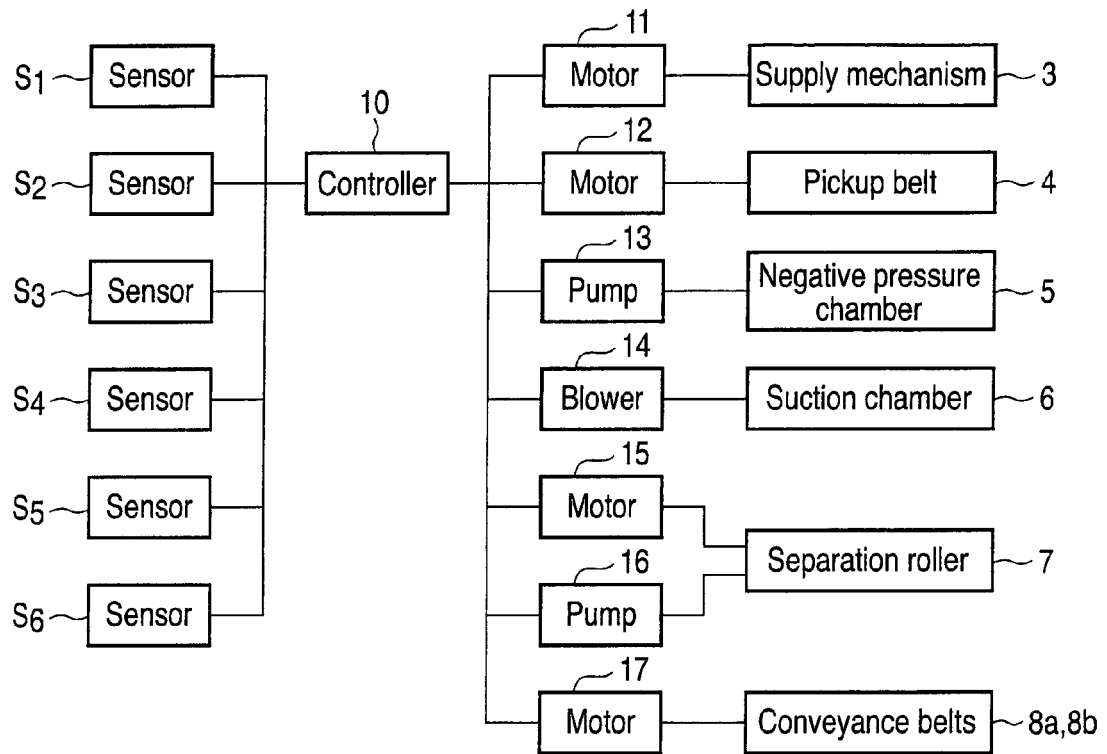 11
S1 Sensor Motor Supply mechanism 3
10 12
S2 Sensor Controller Motor Pickup belt 4
13
S3 Sensor Pump Negative pressure 5
chamber
14
S4 Sensor Blower Suction chamber 6
15
S5 Sensor Motor
Separation roller 7
16
S6 Sensor Pump
17
Motor Conveyance belts 8a,8b